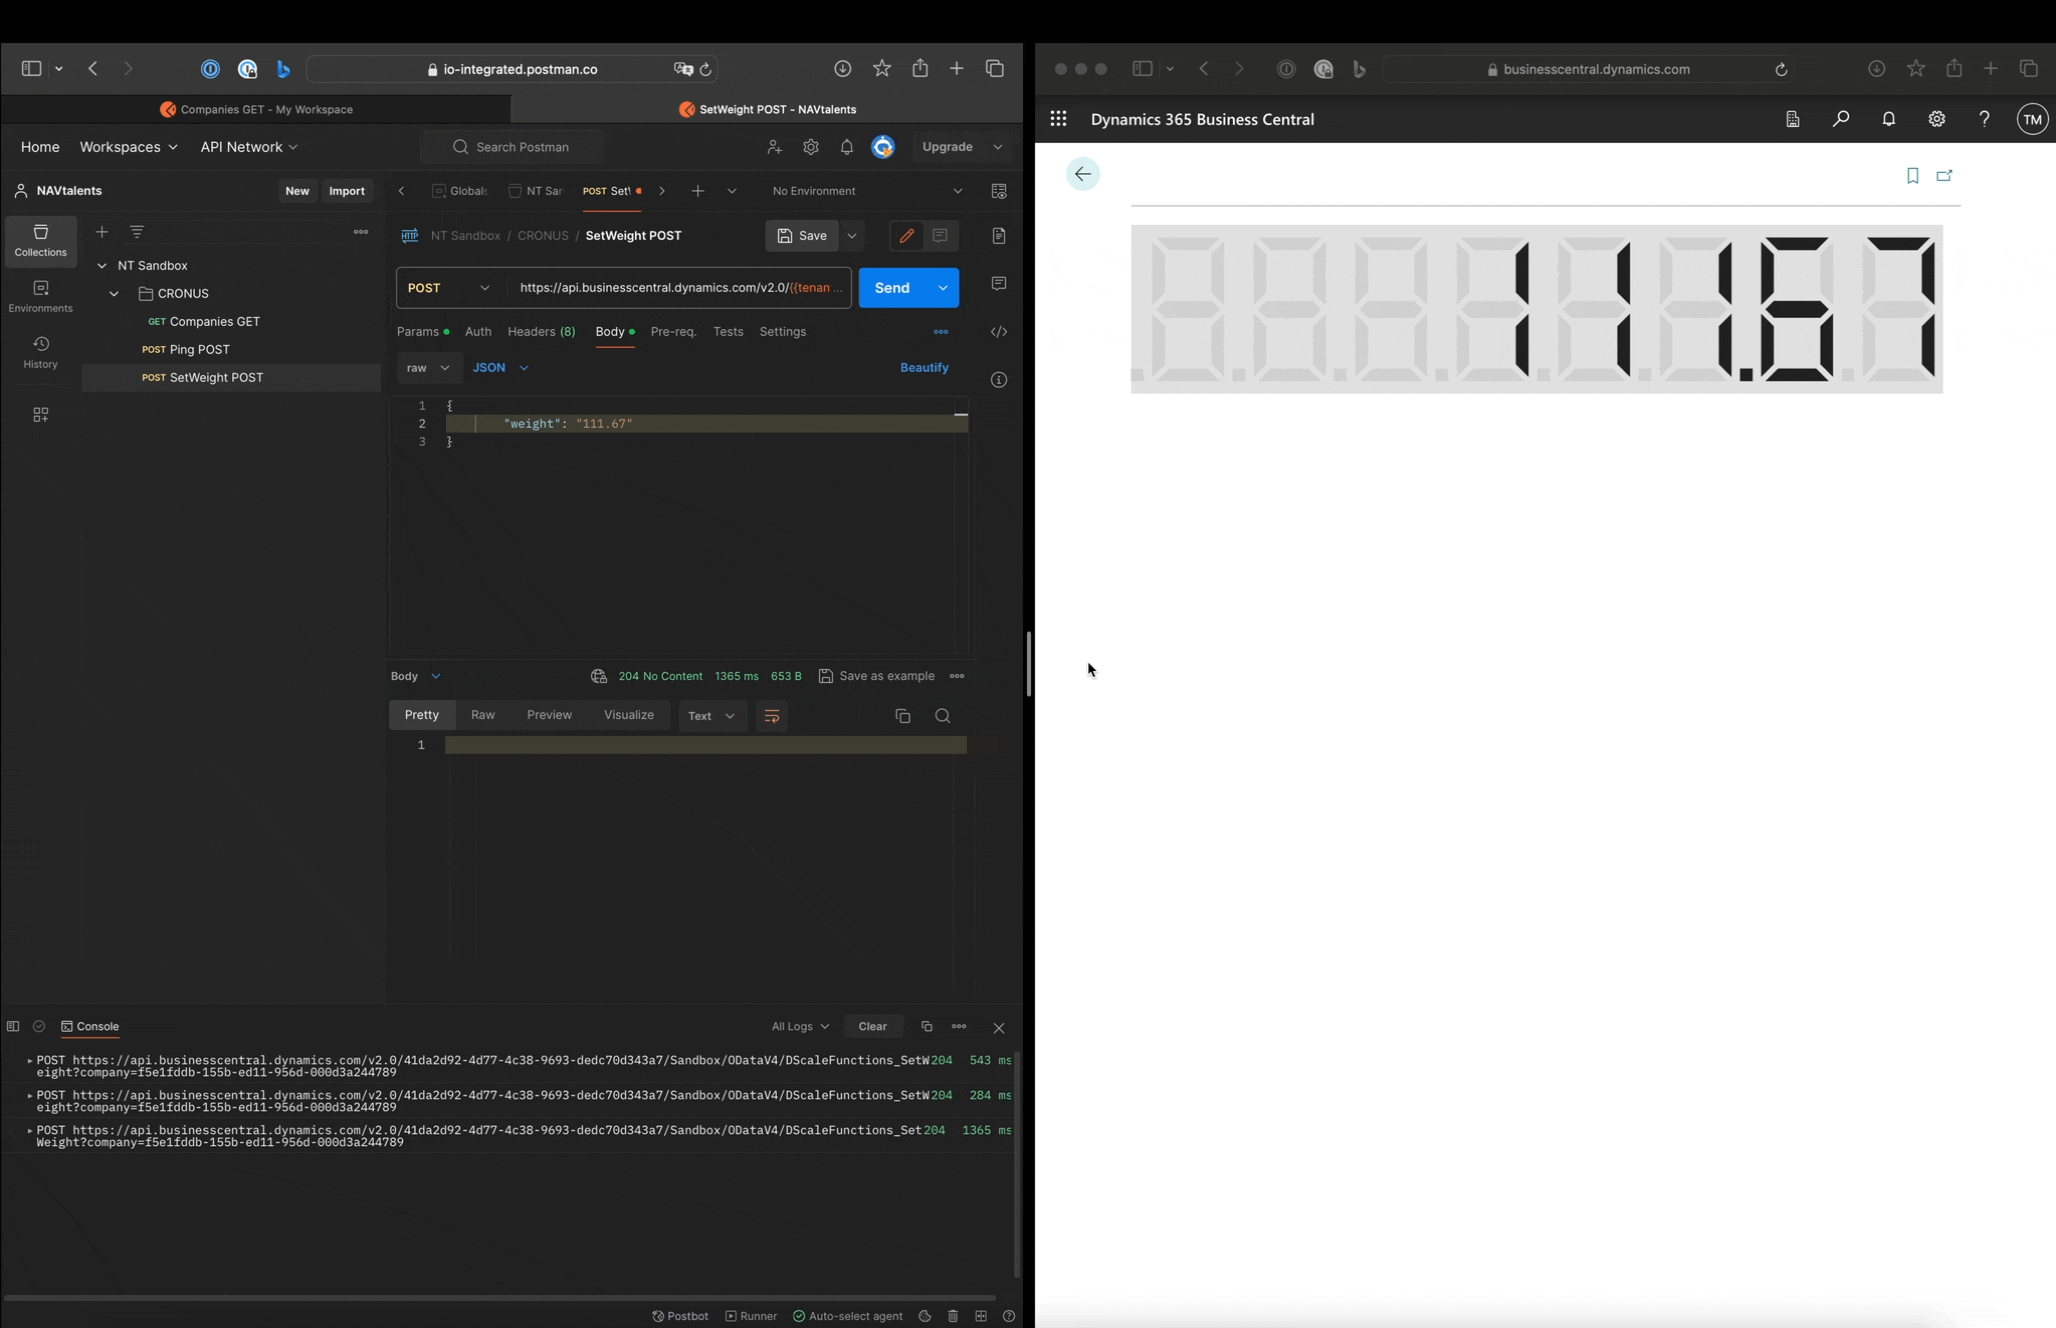 io-integrated.postman.co
Companies GET - My Workspace
SetWeight POST - NAVtalents
Home Workspaces API Network Search Postman Upgrade
NAVtalents New Import
Globals NT Sar POST Set\ No Environment
NT Sandbox / CRONUS / SetWeight POST Save
Collections
Environments
History
NT Sandbox
CRONUS
GET Companies GET
POST Ping POST
POST SetWeight POST
POST https://api.businesscentral.dynamics.com/v2.0/{{tenan ... Send
Params Auth Headers (8) Body Pre-req. Tests Settings
raw JSON Beautify
1 {
2 "weight": "111.67"
3 }
Body 204 No Content 1365 ms 653 B Save as example
Pretty Raw Preview Visualize Text
1
Console All Logs Clear
POST https://api.businesscentral.dynamics.com/v2.0/41da2d92-4d77-4c38-9693-dedc70d343a7/Sandbox/ODataV4/DScaleFunctions_SetW 204 543 ms
eight?company=f5e1fddb-155b-ed11-956d-000d3a244789
POST https://api.businesscentral.dynamics.com/v2.0/41da2d92-4d77-4c38-9693-dedc70d343a7/Sandbox/ODataV4/DScaleFunctions_SetW 204 284 ms
eight?company=f5e1fddb-155b-ed11-956d-000d3a244789
POST https://api.businesscentral.dynamics.com/v2.0/41da2d92-4d77-4c38-9693-dedc70d343a7/Sandbox/ODataV4/DScaleFunctions_Set 204 1365 ms
Weight?company=f5e1fddb-155b-ed11-956d-000d3a244789
Postbot Runner Auto-select agent
businesscentral.dynamics.com
Dynamics 365 Business Central TM
111.67